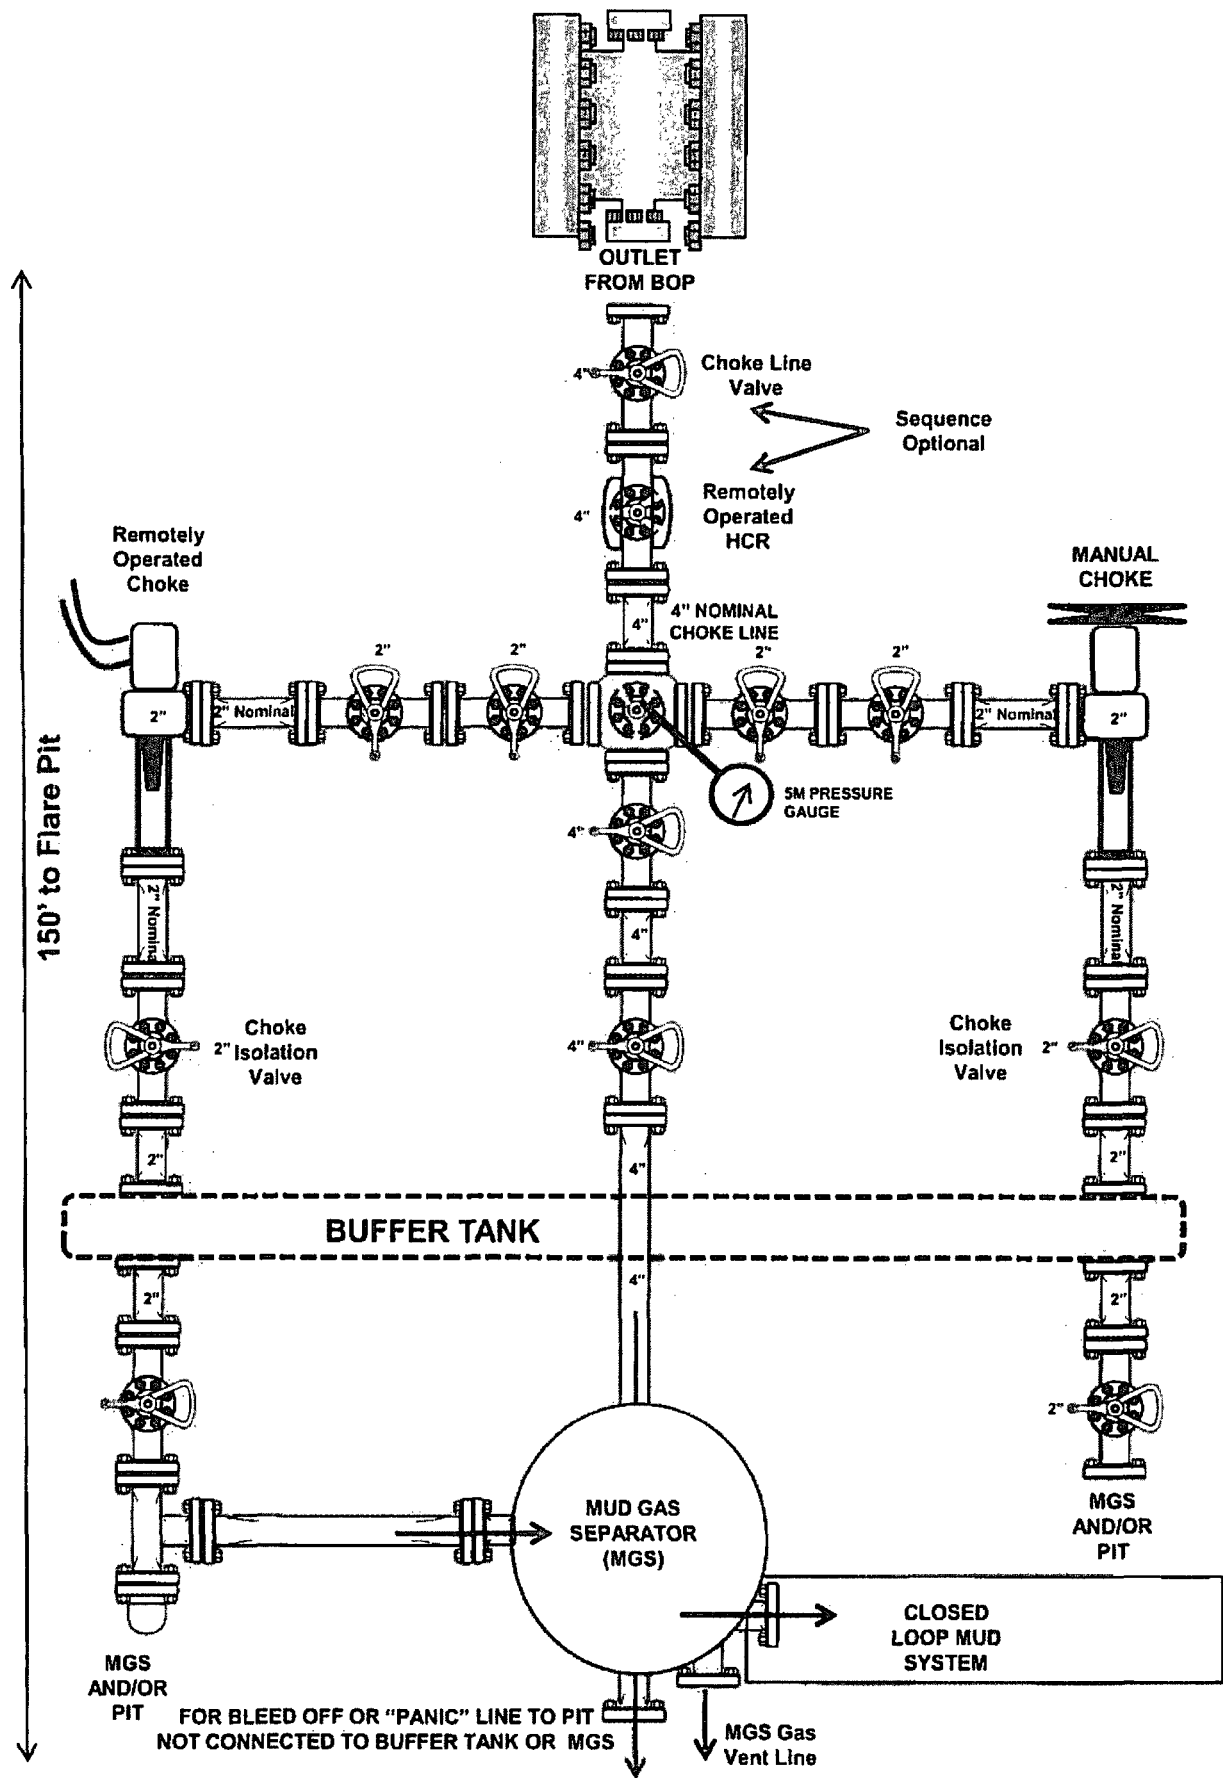 OUTLET
FROM BOP
4"
Choke Line
Valve
Sequence
Optional
4"
Remotely
Operated
HCR
Remotely
Operated
Choke
MANUAL
CHOKE
4"
4" NOMINAL
CHOKE LINE
2"
2"
2"
2"
2"
2" Nominal
2" Nominal
2"
5M PRESSURE
GAUGE
4"
150' to Flare Pit
2" Nominal
4"
2" Nominal
2"
Choke
Isolation
Valve
4"
Choke
Isolation
Valve
2"
2"
4"
2"
BUFFER TANK
2"
4"
2"
2"
MUD GAS
SEPARATOR
(MGS)
MGS
AND/OR
PIT
CLOSED
LOOP MUD
SYSTEM
MGS
AND/OR
PIT
FOR BLEED OFF OR "PANIC" LINE TO PIT
NOT CONNECTED TO BUFFER TANK OR MGS
MGS Gas
Vent Line